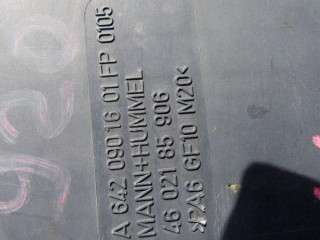 A 642 090 16 01 FP 0105
MANN+HUMMEL
46 021 85 906
>PA6 GF10 M20<